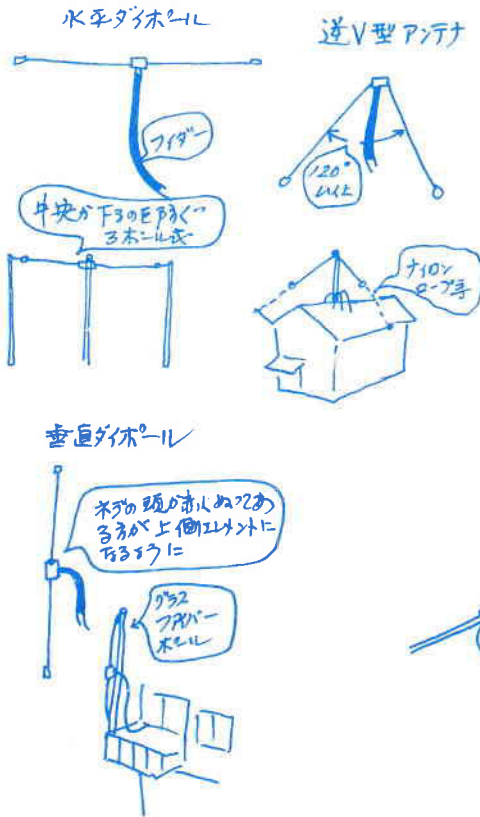 水平ダイポール
逆V型アンテナ
フィダー
120°
以上
中央が下るのを防ぐ
3ポール式
ナイロン
ロープ等
垂直ダイポール
ネヂの頭が赤くぬってあ
る方が上側エレメントに
なるように
グラス
ファイバー
ポール